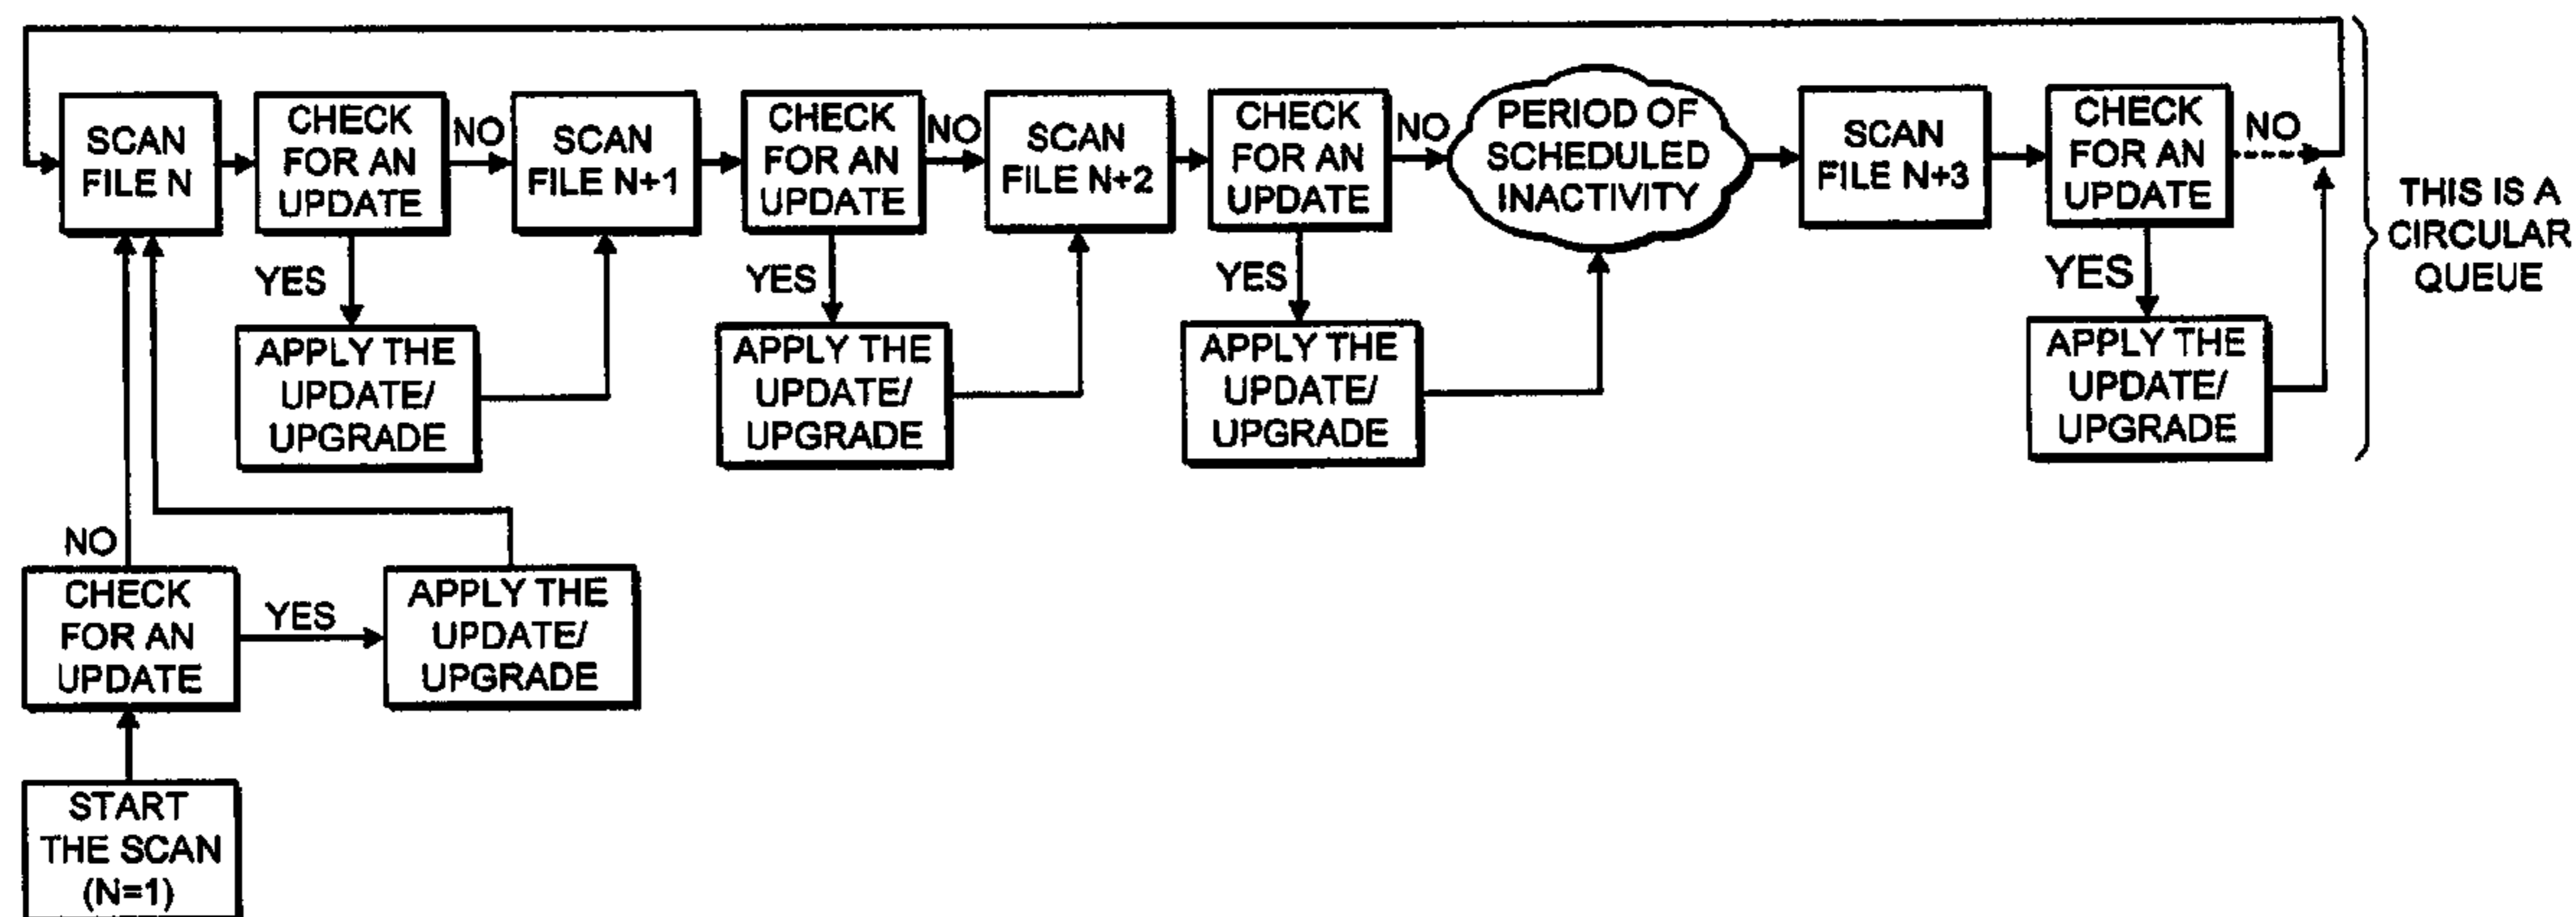 SCAN
FILE N
CHECK
FOR AN
UPDATE
NO
SCAN
FILE N+1
CHECK
FOR AN
UPDATE
NO
SCAN
FILE N+2
CHECK
FOR AN
UPDATE
NO
PERIOD OF
SCHEDULED
INACTIVITY
SCAN
FILE N+3
CHECK
FOR AN
UPDATE
NO
THIS IS A
CIRCULAR
QUEUE
YES
APPLY THE
UPDATE/
UPGRADE
YES
APPLY THE
UPDATE/
UPGRADE
YES
APPLY THE
UPDATE/
UPGRADE
YES
APPLY THE
UPDATE/
UPGRADE
NO
CHECK
FOR AN
UPDATE
YES
APPLY THE
UPDATE/
UPGRADE
START
THE SCAN
(N=1)